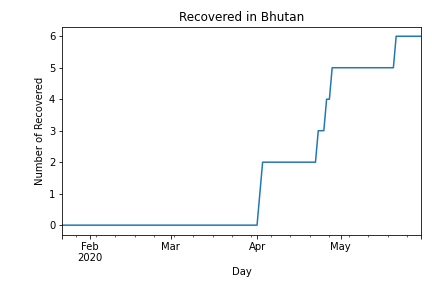 Recovered in Bhutan
6
5
4
3
2
1
0
Number of Recovered
Feb
2020
Mar
Apr
May
Day